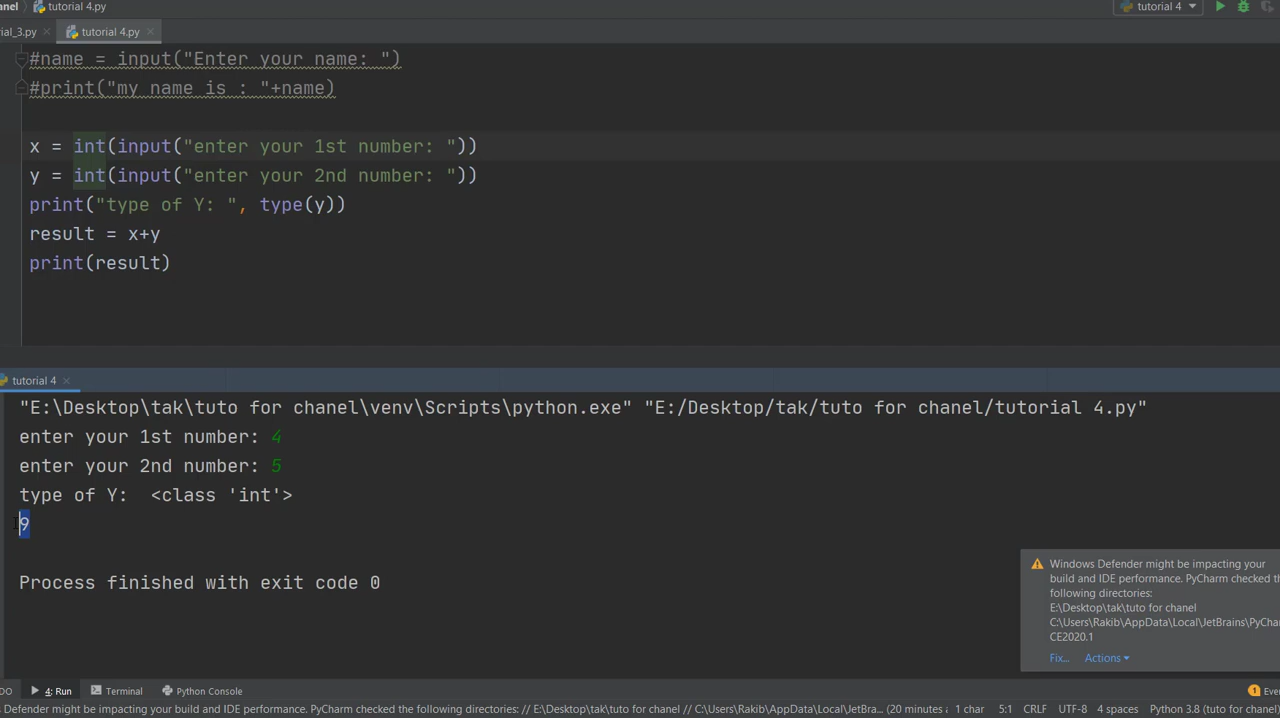 nel
tutorial 4.py
tutorial 4
ial_3.py
tutorial 4.py
#name = input("Enter your name: ")
#print("my name is : "+name)
x = int(input("enter your 1st number: "))
y = int(input("enter your 2nd number: "))
print("type of Y: ", type(y))
result = x+y
print(result)
tutorial 4
"E:\Desktop\tak\tuto for chanel\venv\Scripts\python.exe" "E:/Desktop/tak/tuto for chanel/tutorial 4.py"
enter your 1st number: 4
enter your 2nd number: 5
type of Y:  <class 'int'>
9
Process finished with exit code 0
Windows Defender might be impacting your
build and IDE performance. PyCharm checked the
following directories:
E:\Desktop\tak\tuto for chanel
C:\Users\Rakib\AppData\Local\JetBrains\PyChar
CE2020.1
Fix... Actions
DO
4: Run
Terminal
Python Console
1 Eve
s Defender might be impacting your build and IDE performance. PyCharm checked the following directories: // E:\Desktop\tak\tuto for chanel // C:\Users\Rakib\AppData\Local\JetBrai... (20 minutes a
1 char
5:1
CRLF
UTF-8
4 spaces
Python 3.8 (tuto for chanel)